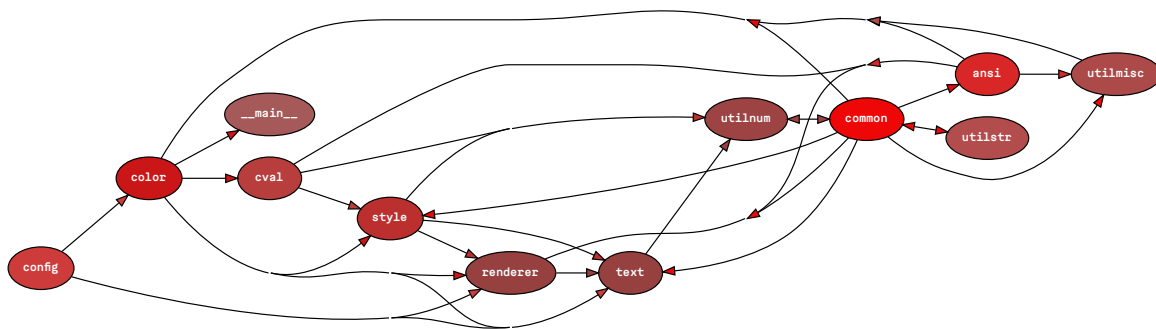 ansi
utilmisc
__main__
utilnum
common
utilstr
color
cval
style
config
renderer
text